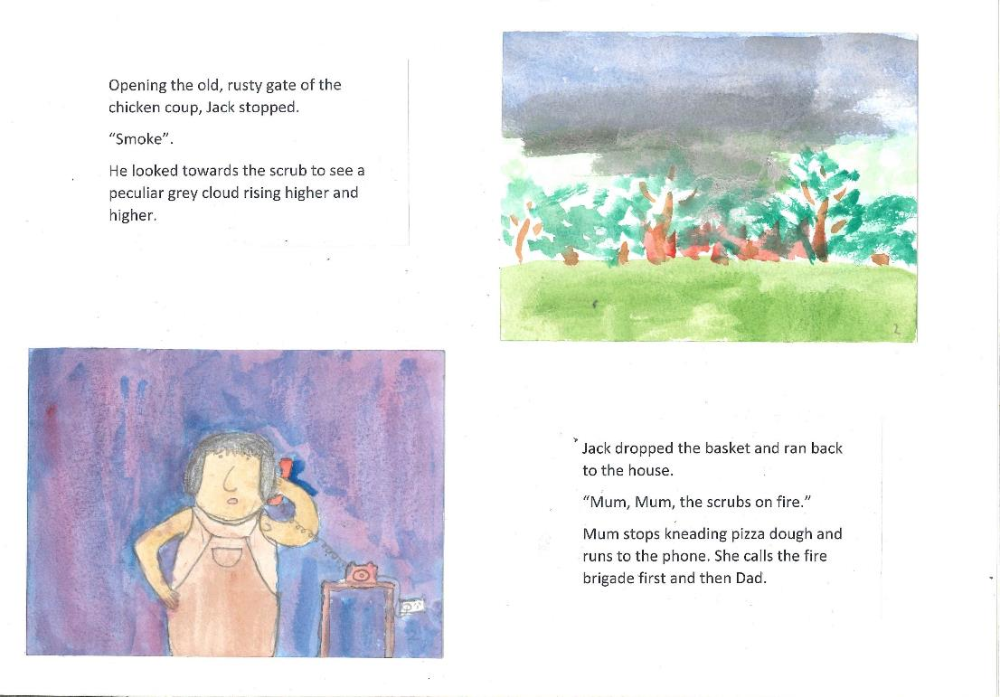 Opening the old, rusty gate of the
chicken coup, Jack stopped.
“Smoke”.
He looked towards the scrub to see a
peculiar grey cloud rising higher and
higher.
2
Jack dropped the basket and ran back
to the house.
“Mum, Mum, the scrubs on fire.”
Mum stops kneading pizza dough and
runs to the phone. She calls the fire
brigade first and then Dad.
2